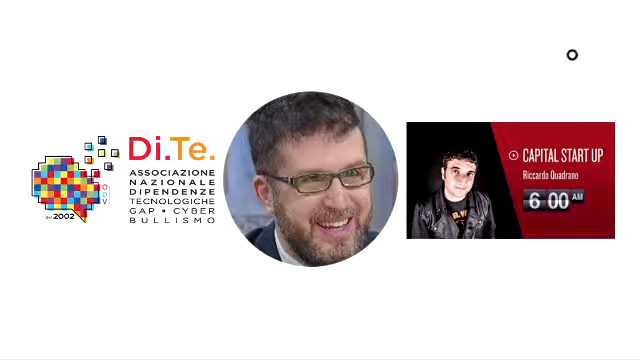 Di.Te.
ASSOCIAZIONE
NAZIONALE
DIPENDENZE
TECNOLOGICHE
GAP • CYBER
BULLISMO
dal 2002
CAPITAL START UP
Riccardo Quadrano
6 00 AM